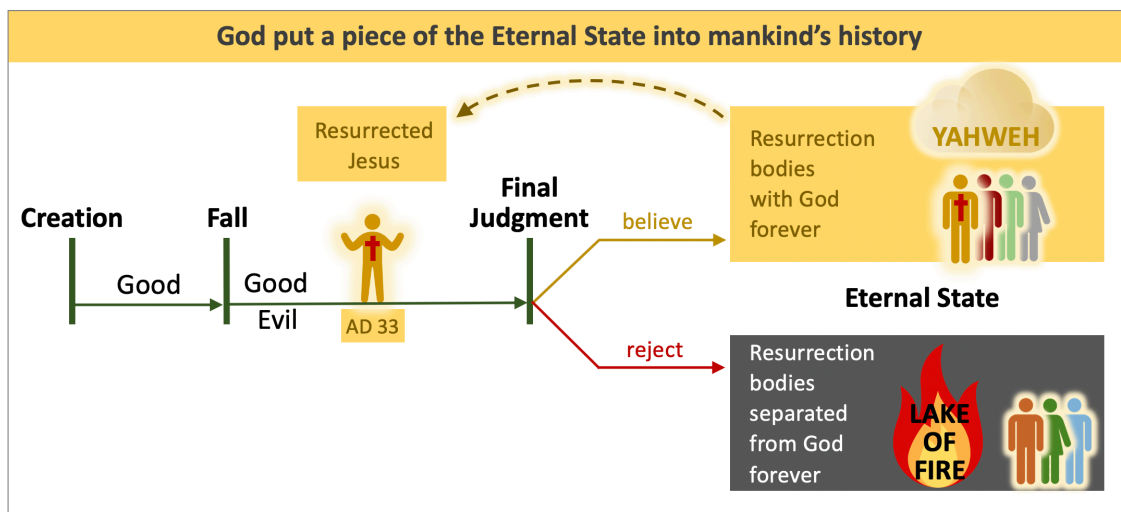 God put a piece of the Eternal State into mankind's history
Resurrected
Jesus
Creation
Fall
Final
Judgment
Good
Good
Evil
AD 33
believe
reject
YAHWEH
Resurrection
bodies
with God
forever
Eternal State
Resurrection
bodies
separated
from God
forever
LAKE
OF
FIRE